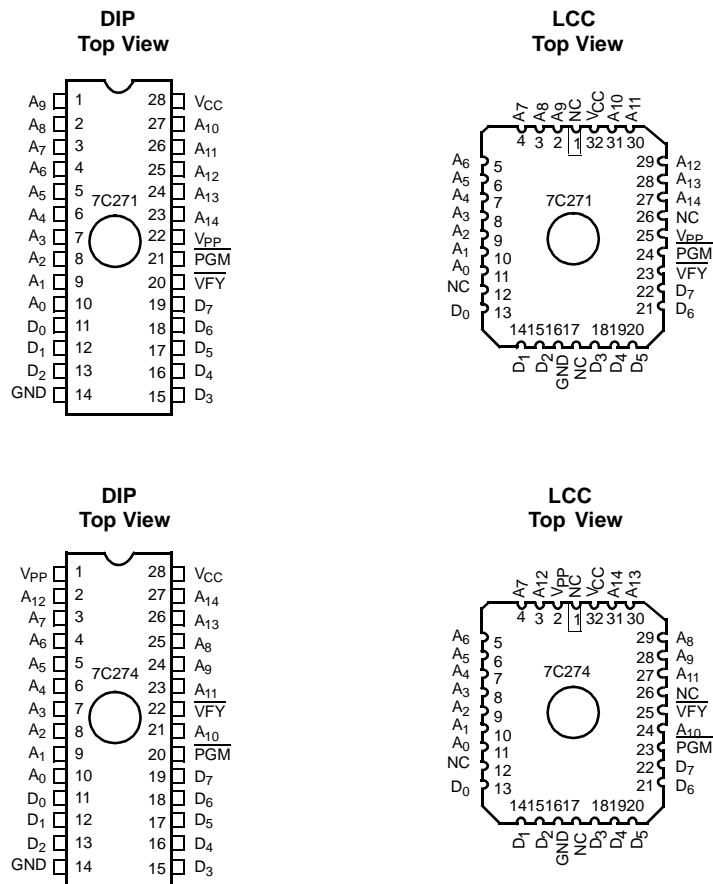 DIP
Top View
A9 1 28 VCC
A8 2 27 A10
A7 3 26 A11
A6 4 25 A12
A5 5 24 A13
A4 6 7C271 23 A14
A3 7 22 VPP
A2 8 21 P̅G̅M̅
A1 9 20 V̅F̅Y̅
A0 10 19 D7
D0 11 18 D6
D1 12 17 D5
D2 13 16 D4
GND 14 15 D3
LCC
Top View
A7 A8 A9 NC VCC A10 A11
4 3 2 1 32 31 30
A6 5 29 A12
A5 6 28 A13
A4 7 7C271 27 A14
A3 8 26 NC
A2 9 25 VPP
A1 10 24 P̅G̅M̅
A0 11 23 V̅F̅Y̅
NC 12 22 D7
D0 13 21 D6
14 15 16 17 18 19 20
D1 D2 GND NC D3 D4 D5
DIP
Top View
VPP 1 28 VCC
A12 2 27 A14
A7 3 26 A13
A6 4 25 A8
A5 5 24 A9
A4 6 7C274 23 A11
A3 7 22 V̅F̅Y̅
A2 8 21 A10
A1 9 20 P̅G̅M̅
A0 10 19 D7
D0 11 18 D6
D1 12 17 D5
D2 13 16 D4
GND 14 15 D3
LCC
Top View
A7 A12 VPP NC VCC A14 A13
4 3 2 1 32 31 30
A6 5 29 A8
A5 6 28 A9
A4 7 7C274 27 A11
A3 8 26 NC
A2 9 25 V̅F̅Y̅
A1 10 24 A10
A0 11 23 P̅G̅M̅
NC 12 22 D7
D0 13 21 D6
14 15 16 17 18 19 20
D1 D2 GND NC D3 D4 D5